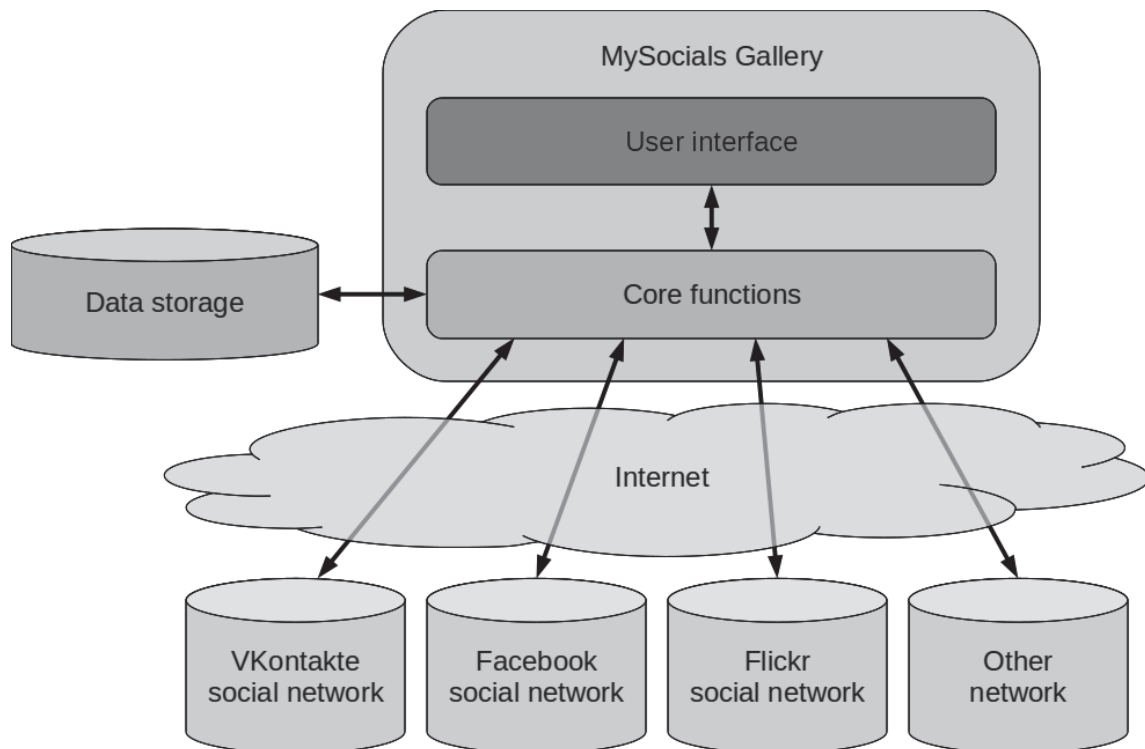 MySocials Gallery
User interface
Data storage
Core functions
Internet
VKontakte
social network
Facebook
social network
Flickr
social network
Other
network